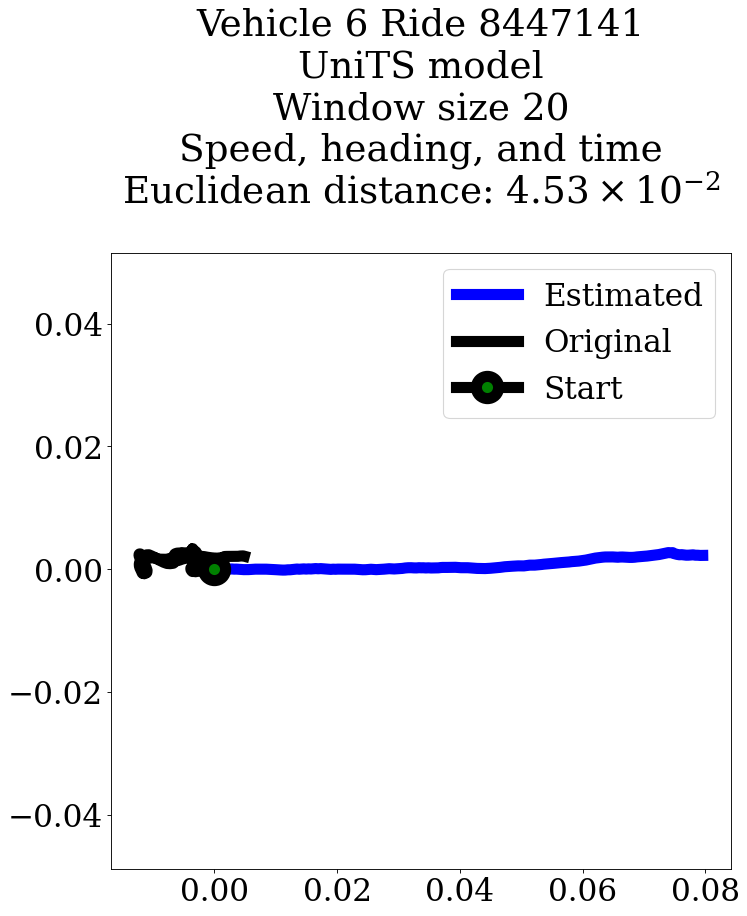 Vehicle 6 Ride 8447141
UniTS model
Window size 20
Speed, heading, and time
Euclidean distance: 4.53 × 10⁻²
Estimated
Original
Start
0.04
0.02
0.00
−0.02
−0.04
0.00 0.02 0.04 0.06 0.08